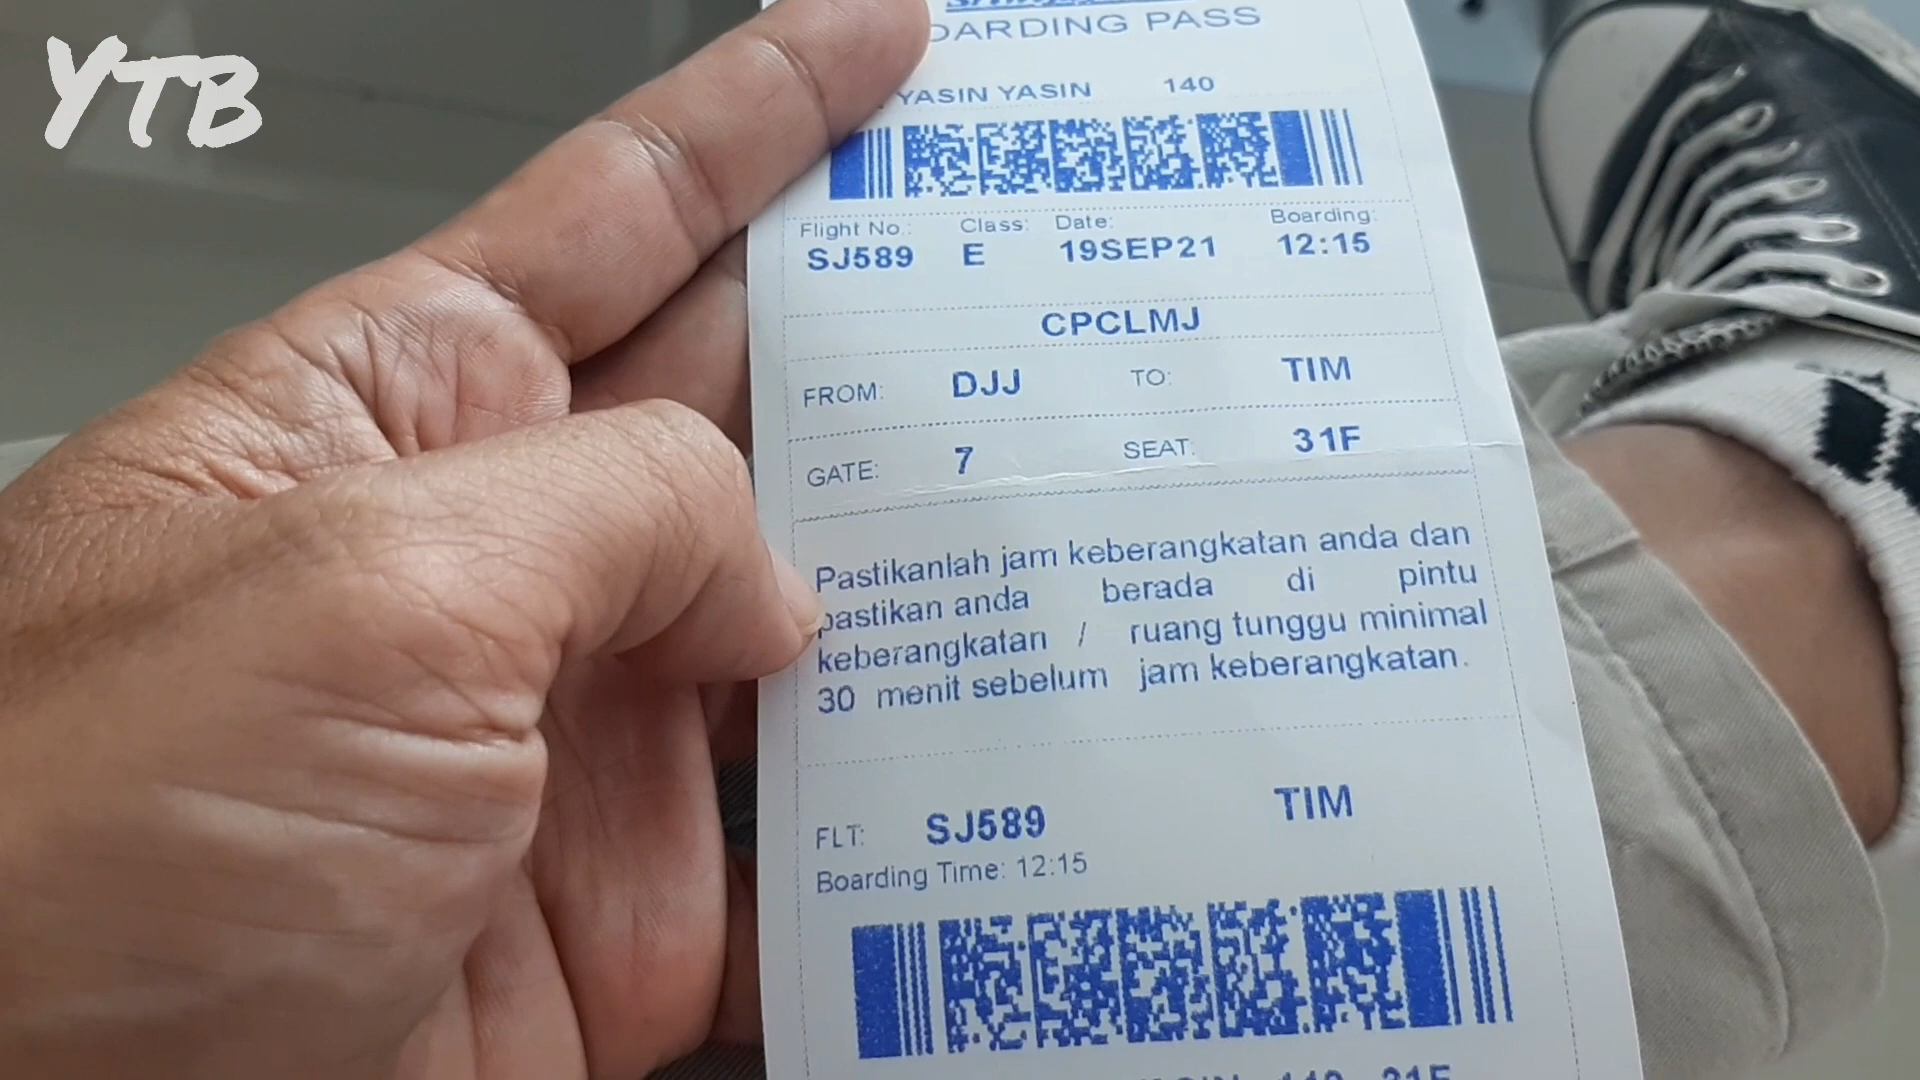 YTB
BOARDING PASS
YASIN YASIN 140
Flight No.: Class: Date: Boarding:
SJ589 E 19SEP21 12:15
CPCLMJ
FROM: DJJ TO: TIM
GATE: 7 SEAT: 31F
Pastikanlah jam keberangkatan anda dan
pastikan anda berada di pintu
keberangkatan / ruang tunggu minimal
30 menit sebelum jam keberangkatan.
FLT: SJ589 TIM
Boarding Time: 12:15
140 31F